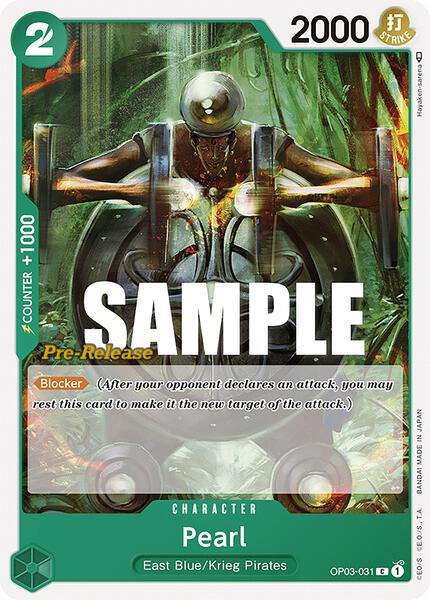 2
2000
打
STRIKE
Hayaken-sarena
COUNTER +1000
SAMPLE
Pre-Release
Blocker (After your opponent declares an attack, you may
rest this card to make it the new target of the attack.)
CHARACTER
Pearl
East Blue/Krieg Pirates
OP03-031 C 1
©E.O/S ©E.O./S., T.A. BANDAI MADE IN JAPAN